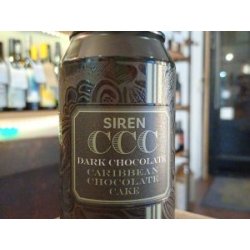 SIREN
CCC
DARK CHOCOLATE
CARIBBEAN
CHOCOLATE
CAKE